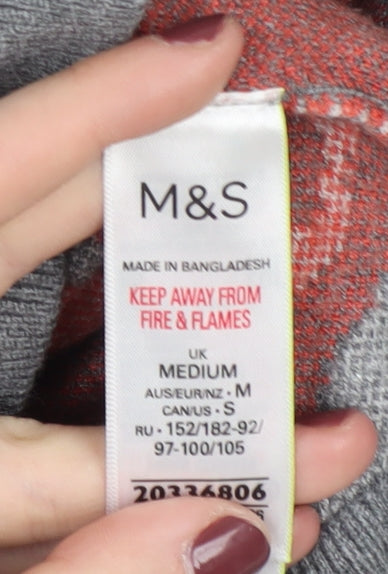 M&S
MADE IN BANGLADESH
KEEP AWAY FROM
FIRE & FLAMES
UK
MEDIUM
AUS/EUR/NZ • M
CAN/US • S
RU • 152/182-92/
97-100/105
20336806